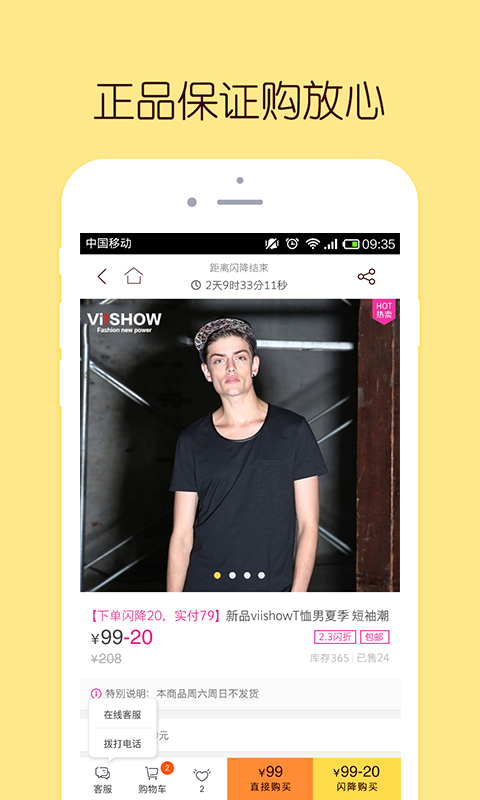 正品保证购放心
中国移动 09:35
距离闪降结束
2天9时33分11秒
HOT
热卖
Vi!SHOW
Fashion new power
【下单闪降20，实付79】新品viishowT恤男夏季 短袖潮
¥99-20 2.3闪折 包邮
¥208 库存365 | 已售24
特别说明：本商品周六周日不发货
在线客服
0元
拨打电话
2
¥99 ¥99-20
客服 购物车 2 直接购买 闪降购买